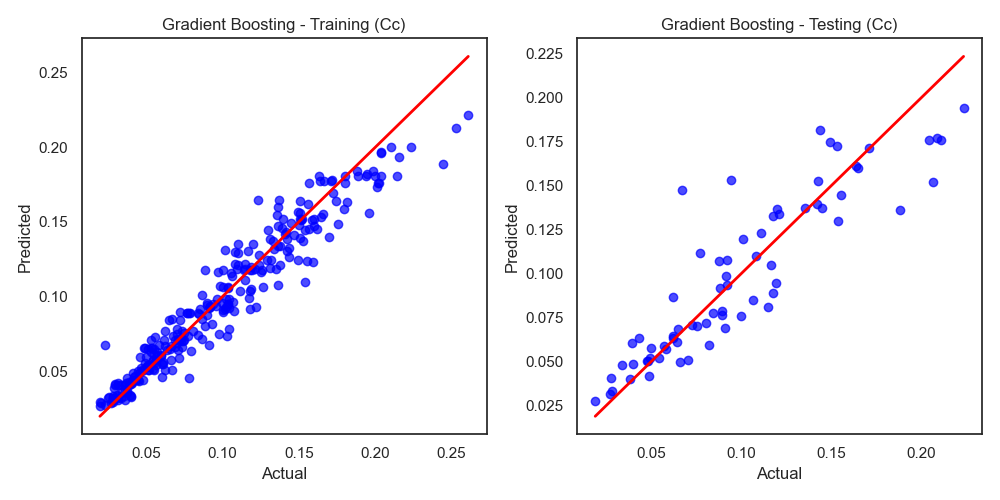 Gradient Boosting - Training (Cc)
0.25
0.20
0.15
0.10
0.05
Predicted
0.05 0.10 0.15 0.20 0.25
Actual
Gradient Boosting - Testing (Cc)
0.225
0.200
0.175
0.150
0.125
0.100
0.075
0.050
0.025
Predicted
0.05 0.10 0.15 0.20
Actual